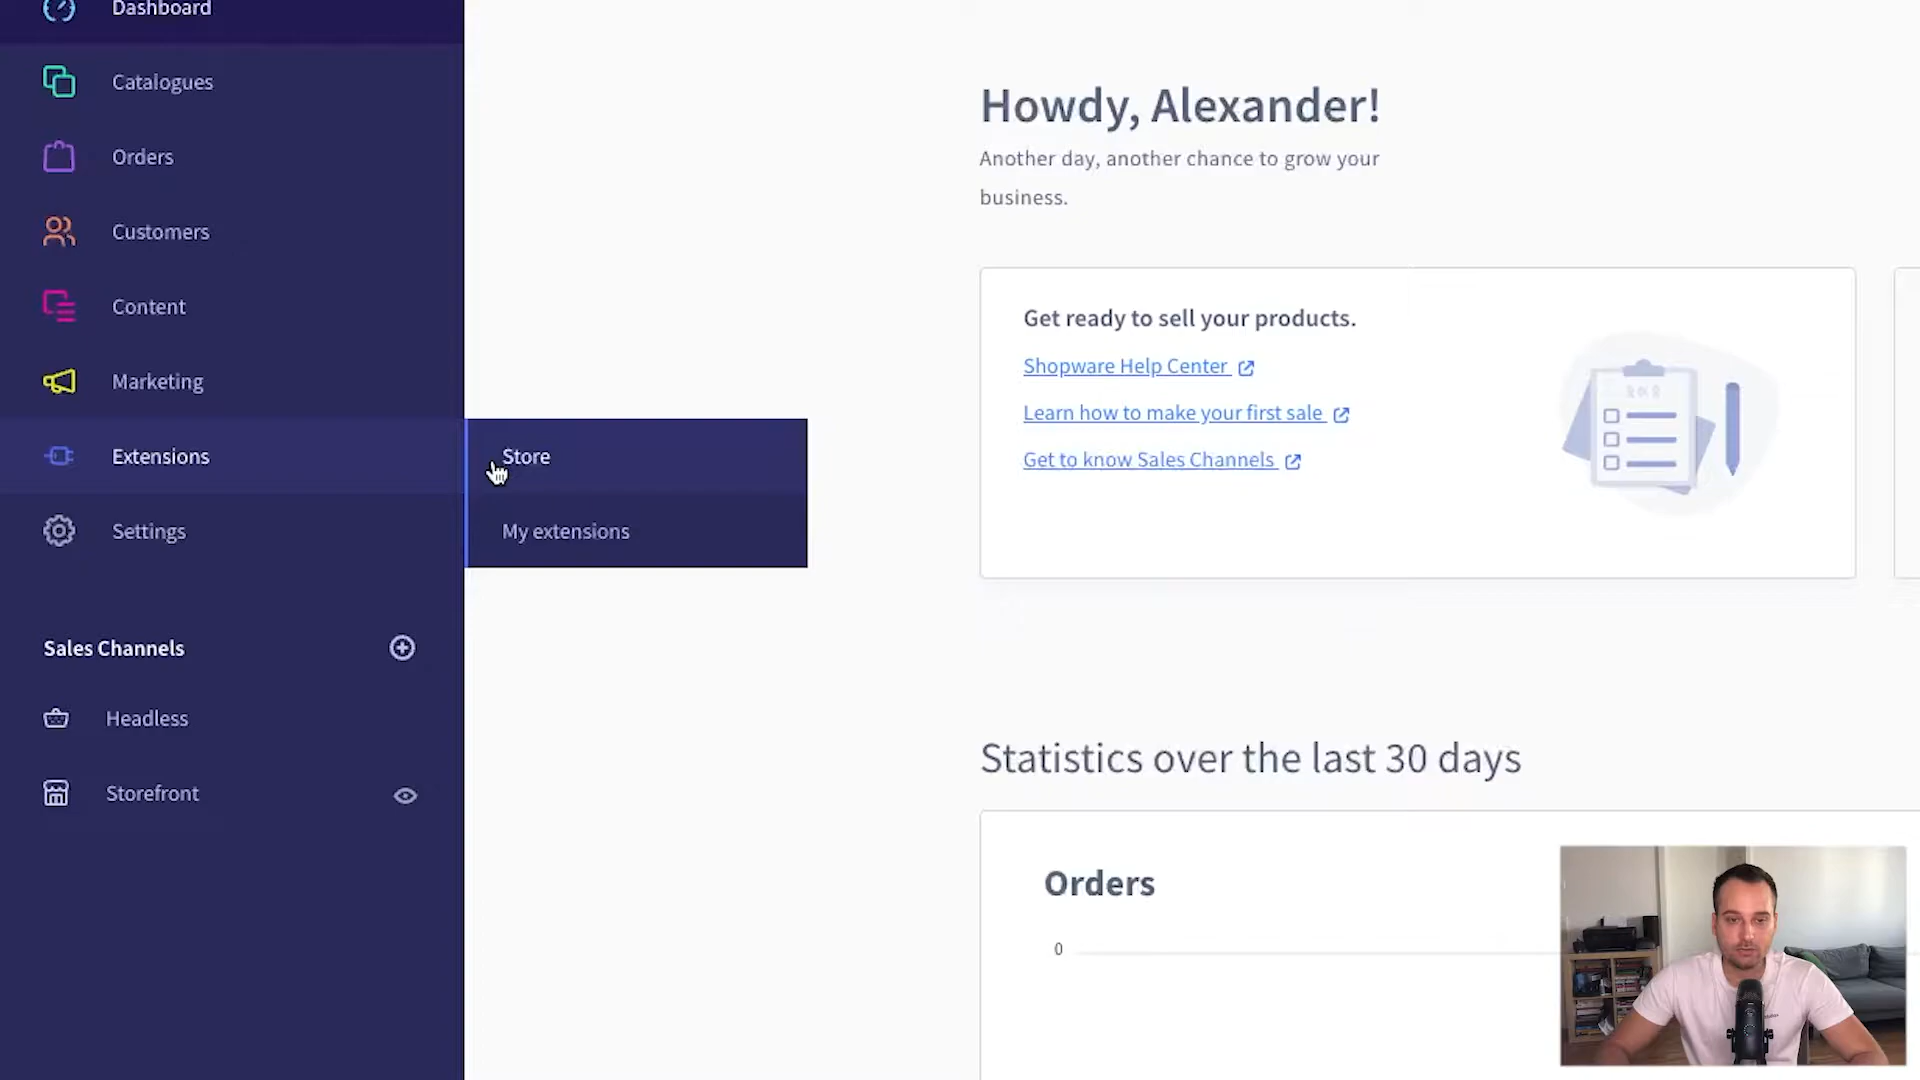 Dashboard
Catalogues
Orders
Customers
Content
Marketing
Extensions
Settings
Store
My extensions
Sales Channels
Headless
Storefront
Howdy, Alexander!
Another day, another chance to grow your
business.
Get ready to sell your products.
Shopware Help Center
Learn how to make your first sale
Get to know Sales Channels
Statistics over the last 30 days
Orders
0